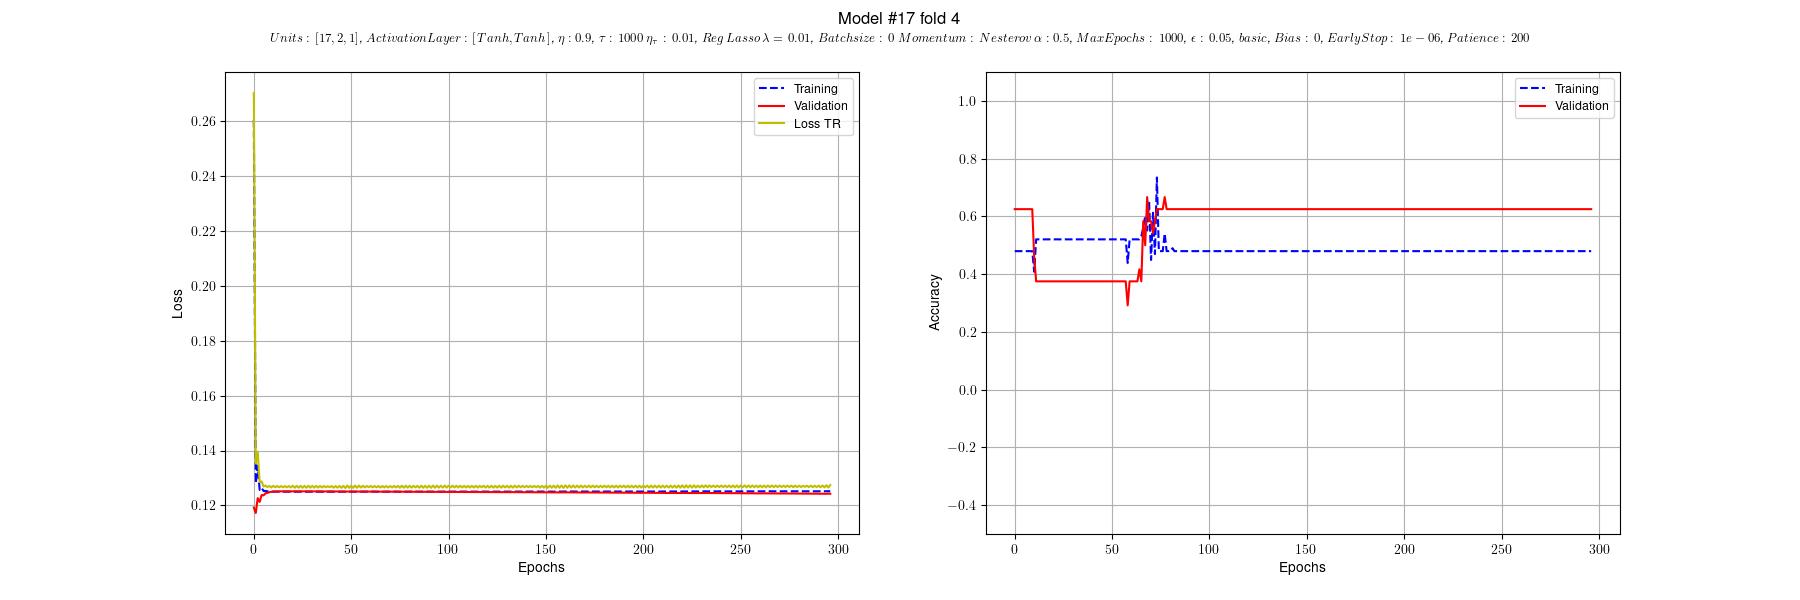 Model #17 fold 4
Units : [17, 2, 1], ActivationLayer : [Tanh, Tanh], η : 0.9, τ : 1000 η_τ : 0.01, Reg Lasso λ = 0.01, Batchsize : 0 Momentum : Nesterov α : 0.5, MaxEpochs : 1000, ϵ : 0.05, basic, Bias : 0, EarlyStop : 1e − 06, Patience : 200
Training
Validation
Loss TR
0.26
0.24
0.22
0.20
0.18
0.16
0.14
0.12
Loss
0 50 100 150 200 250 300
Epochs
Training
Validation
1.0
0.8
0.6
0.4
0.2
0.0
−0.2
−0.4
Accuracy
0 50 100 150 200 250 300
Epochs